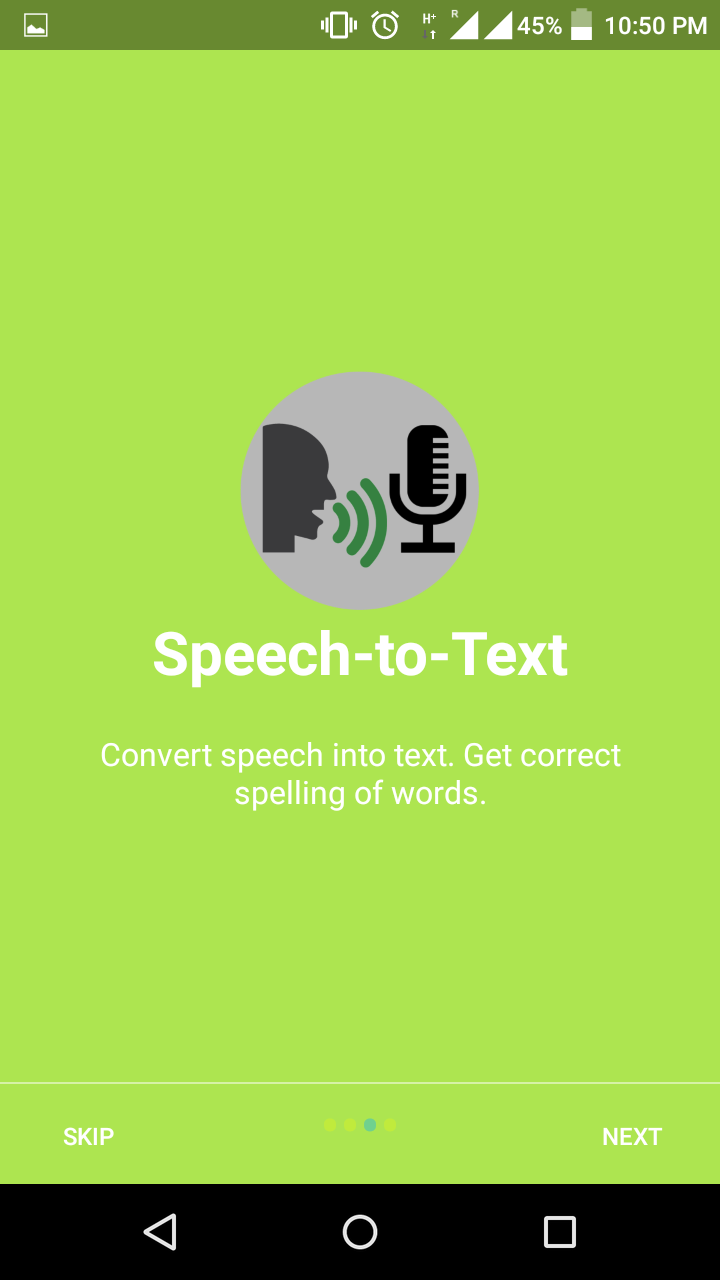 H+ R 45% 10:50 PM
Speech-to-Text
Convert speech into text. Get correct
spelling of words.
SKIP NEXT